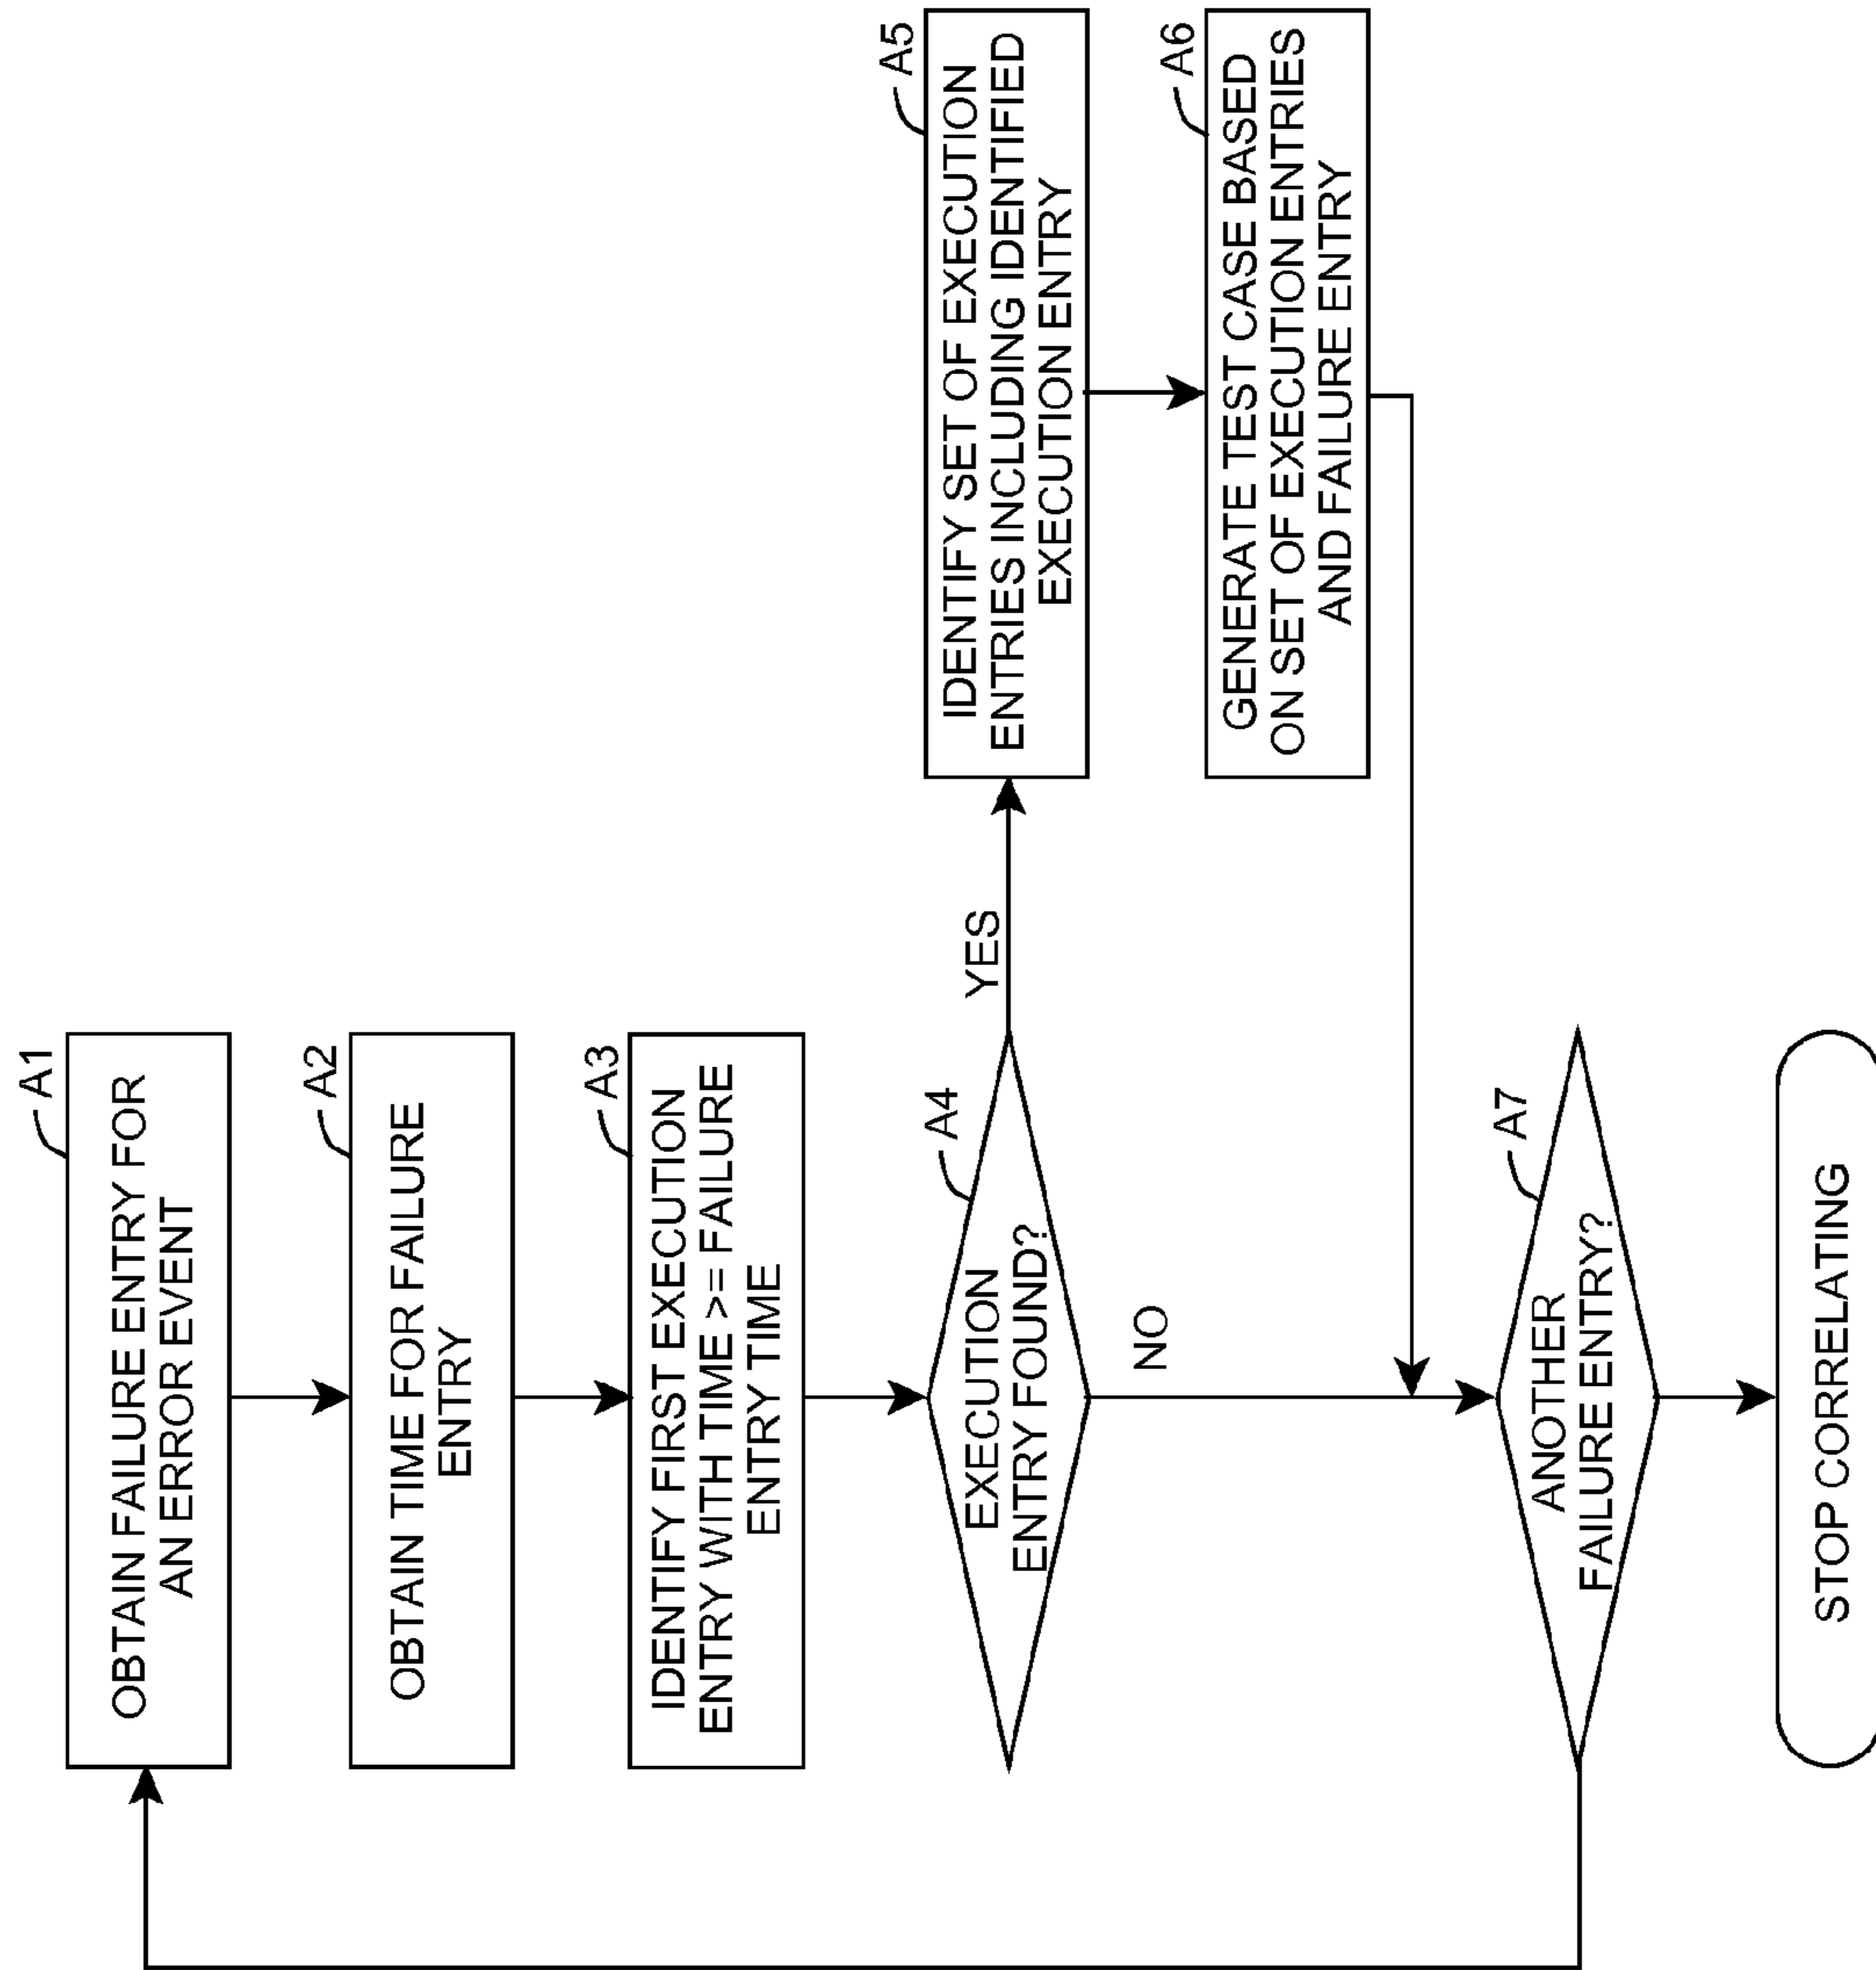 A1
OBTAIN FAILURE ENTRY FOR
AN ERROR EVENT
A2
OBTAIN TIME FOR FAILURE
ENTRY
A3
IDENTIFY FIRST EXECUTION
ENTRY WITH TIME >= FAILURE
ENTRY TIME
A4
EXECUTION
ENTRY FOUND?
YES
NO
A5
IDENTIFY SET OF EXECUTION
ENTRIES INCLUDING IDENTIFIED
EXECUTION ENTRY
A6
GENERATE TEST CASE BASED
ON SET OF EXECUTION ENTRIES
AND FAILURE ENTRY
A7
ANOTHER
FAILURE ENTRY?
STOP CORRELATING